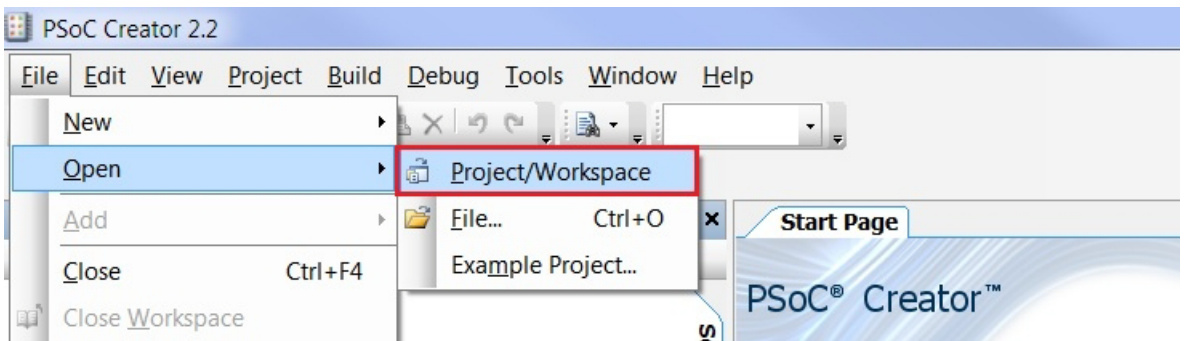 PSoC Creator 2.2
File Edit View Project Build Debug Tools Window Help
New
Open
Project/Workspace
Add
File... Ctrl+O
Start Page
Close Ctrl+F4
Example Project...
PSoC® Creator™
Close Workspace